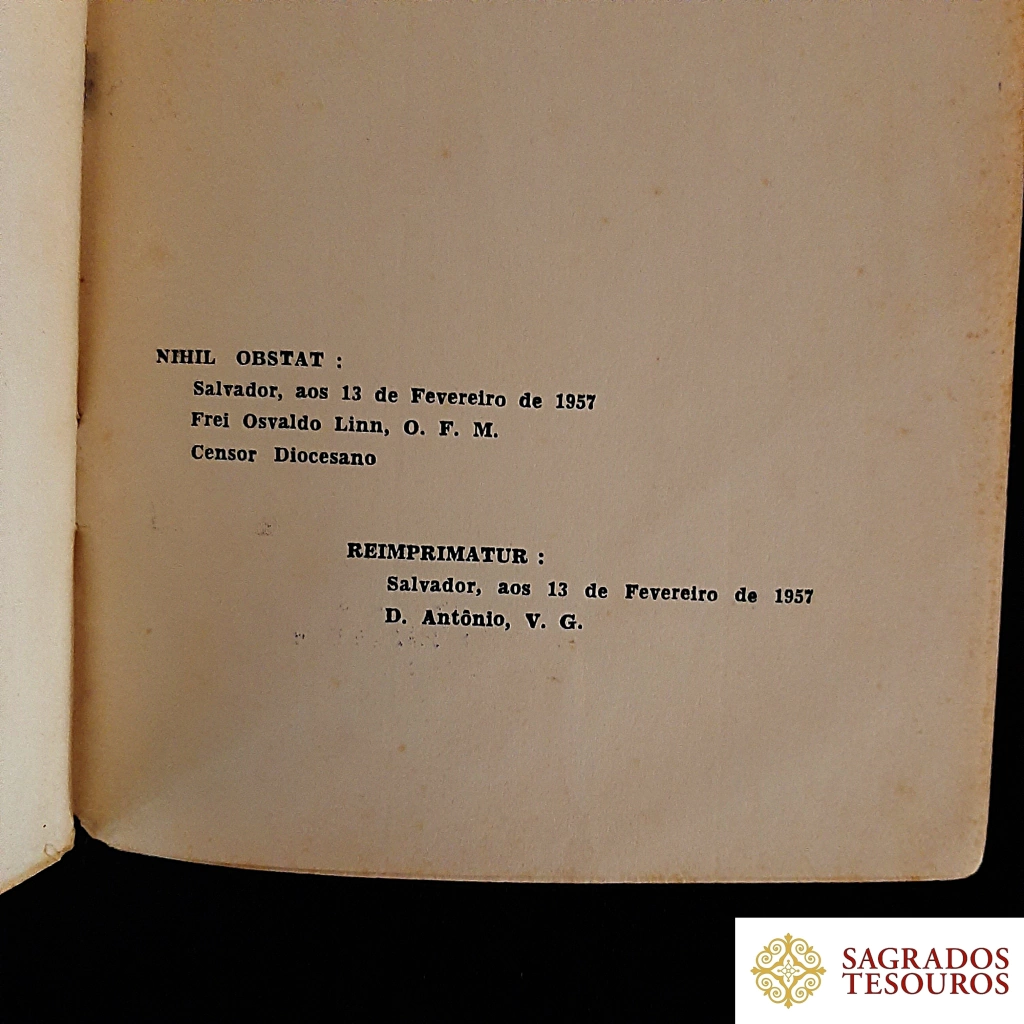 NIHIL OBSTAT :
Salvador, aos 13 de Fevereiro de 1957
Frei Osvaldo Linn, O. F. M.
Censor Diocesano
REIMPRIMATUR :
Salvador, aos 13 de Fevereiro de 1957
D. Antônio, V. G.
SAGRADOS
TESOUROS